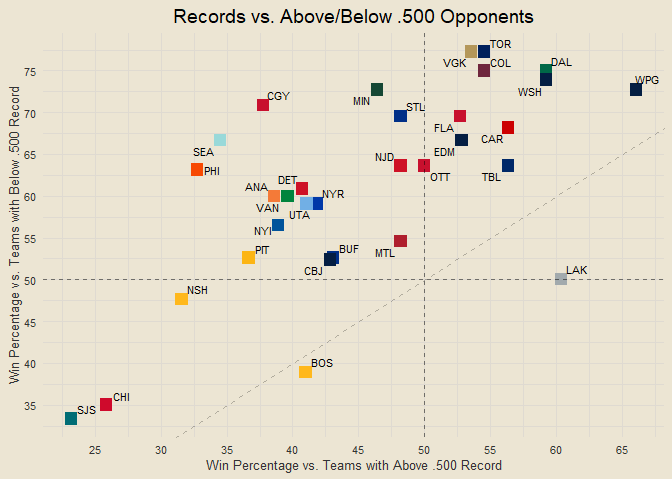 Records vs. Above/Below .500 Opponents
TOR
VGK
COL
DAL
WSH
WPG
MIN
CGY
STL
FLA
CAR
SEA
EDM
PHI
NJD
OTT
TBL
ANA
DET
VAN
NYR
UTA
NYI
MTL
PIT
BUF
CBJ
LAK
NSH
BOS
CHI
SJS
75
70
65
60
55
50
45
40
35
Win Percentage vs. Teams with Below .500 Record
25
30
35
40
45
50
55
60
65
Win Percentage vs. Teams with Above .500 Record